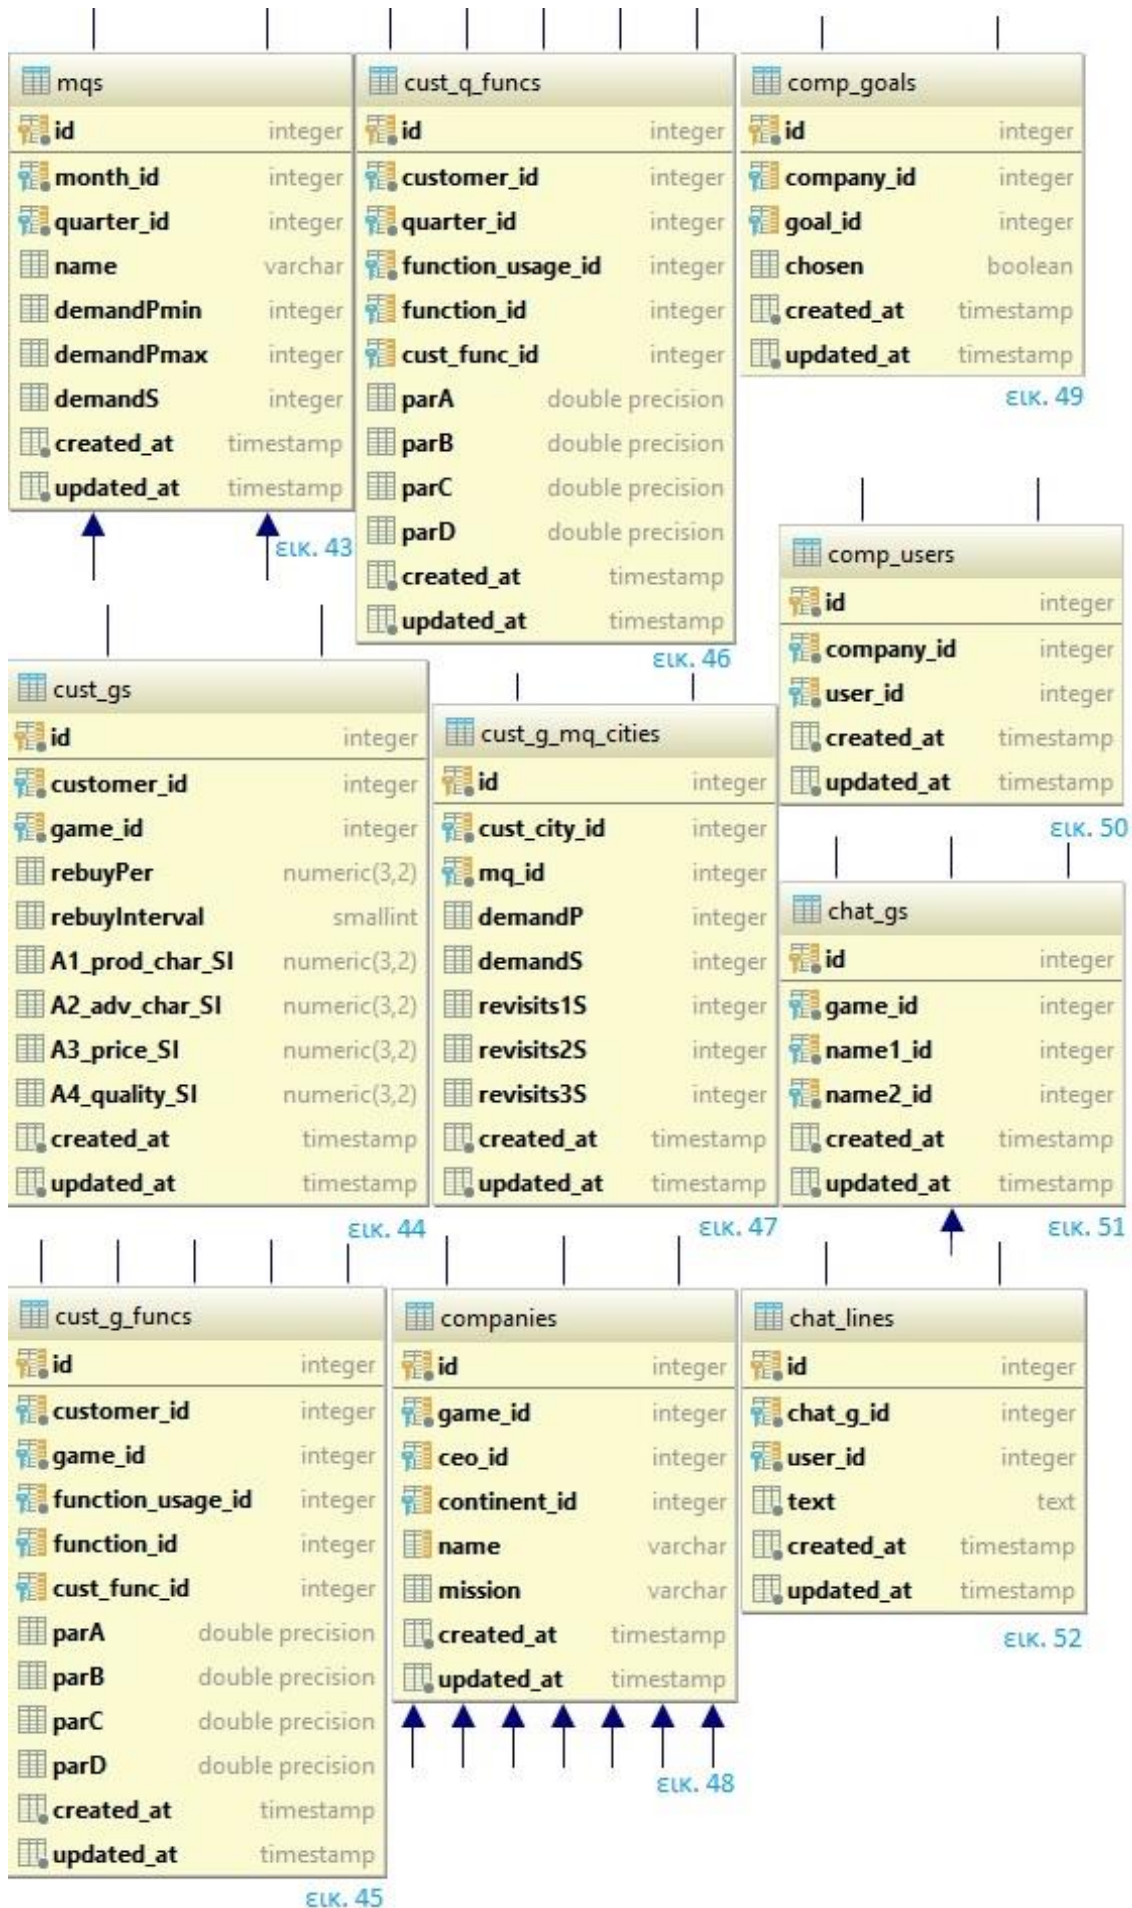 mqs
id integer
month_id integer
quarter_id integer
name varchar
demandPmin integer
demandPmax integer
demandS integer
created_at timestamp
updated_at timestamp
εικ. 43
cust_q_funcs
id integer
customer_id integer
quarter_id integer
function_usage_id integer
function_id integer
cust_func_id integer
parA double precision
parB double precision
parC double precision
parD double precision
created_at timestamp
updated_at timestamp
εικ. 46
comp_goals
id integer
company_id integer
goal_id integer
chosen boolean
created_at timestamp
updated_at timestamp
εικ. 49
comp_users
id integer
company_id integer
user_id integer
created_at timestamp
updated_at timestamp
εικ. 50
cust_gs
id integer
customer_id integer
game_id integer
rebuyPer numeric(3,2)
rebuyInterval smallint
A1_prod_char_SI numeric(3,2)
A2_adv_char_SI numeric(3,2)
A3_price_SI numeric(3,2)
A4_quality_SI numeric(3,2)
created_at timestamp
updated_at timestamp
εικ. 44
cust_g_mq_cities
id integer
cust_city_id integer
mq_id integer
demandP integer
demandS integer
revisits1S integer
revisits2S integer
revisits3S integer
created_at timestamp
updated_at timestamp
εικ. 47
chat_gs
id integer
game_id integer
name1_id integer
name2_id integer
created_at timestamp
updated_at timestamp
εικ. 51
cust_g_funcs
id integer
customer_id integer
game_id integer
function_usage_id integer
function_id integer
cust_func_id integer
parA double precision
parB double precision
parC double precision
parD double precision
created_at timestamp
updated_at timestamp
εικ. 45
companies
id integer
game_id integer
ceo_id integer
continent_id integer
name varchar
mission varchar
created_at timestamp
updated_at timestamp
εικ. 48
chat_lines
id integer
chat_g_id integer
user_id integer
text text
created_at timestamp
updated_at timestamp
εικ. 52